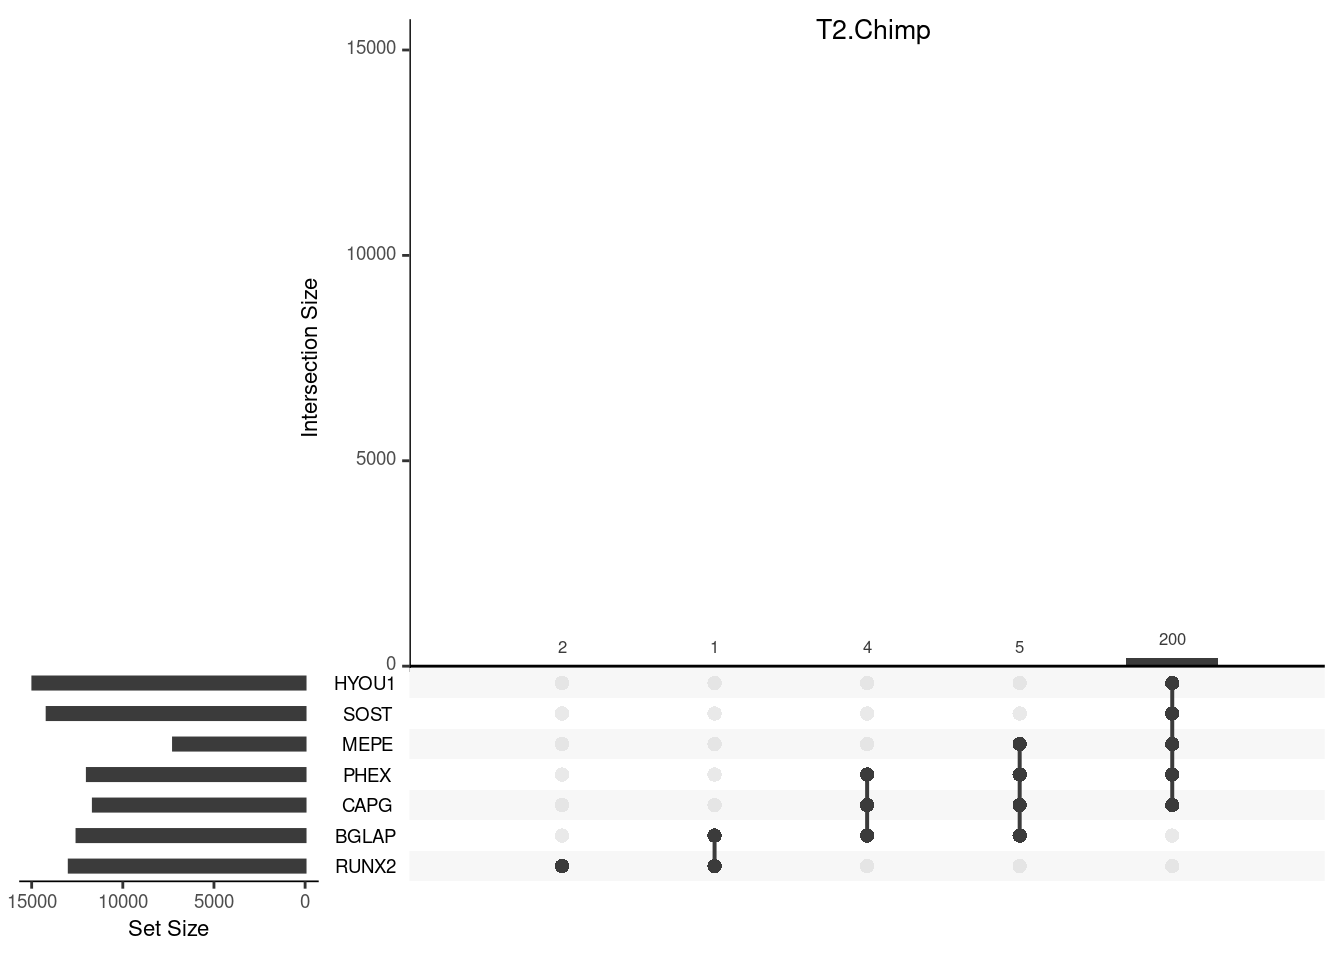 T2.Chimp
15000
10000
5000
0
Intersection Size
2 1 4 5 200
HYOU1
SOST
MEPE
PHEX
CAPG
BGLAP
RUNX2
15000 10000 5000 0
Set Size